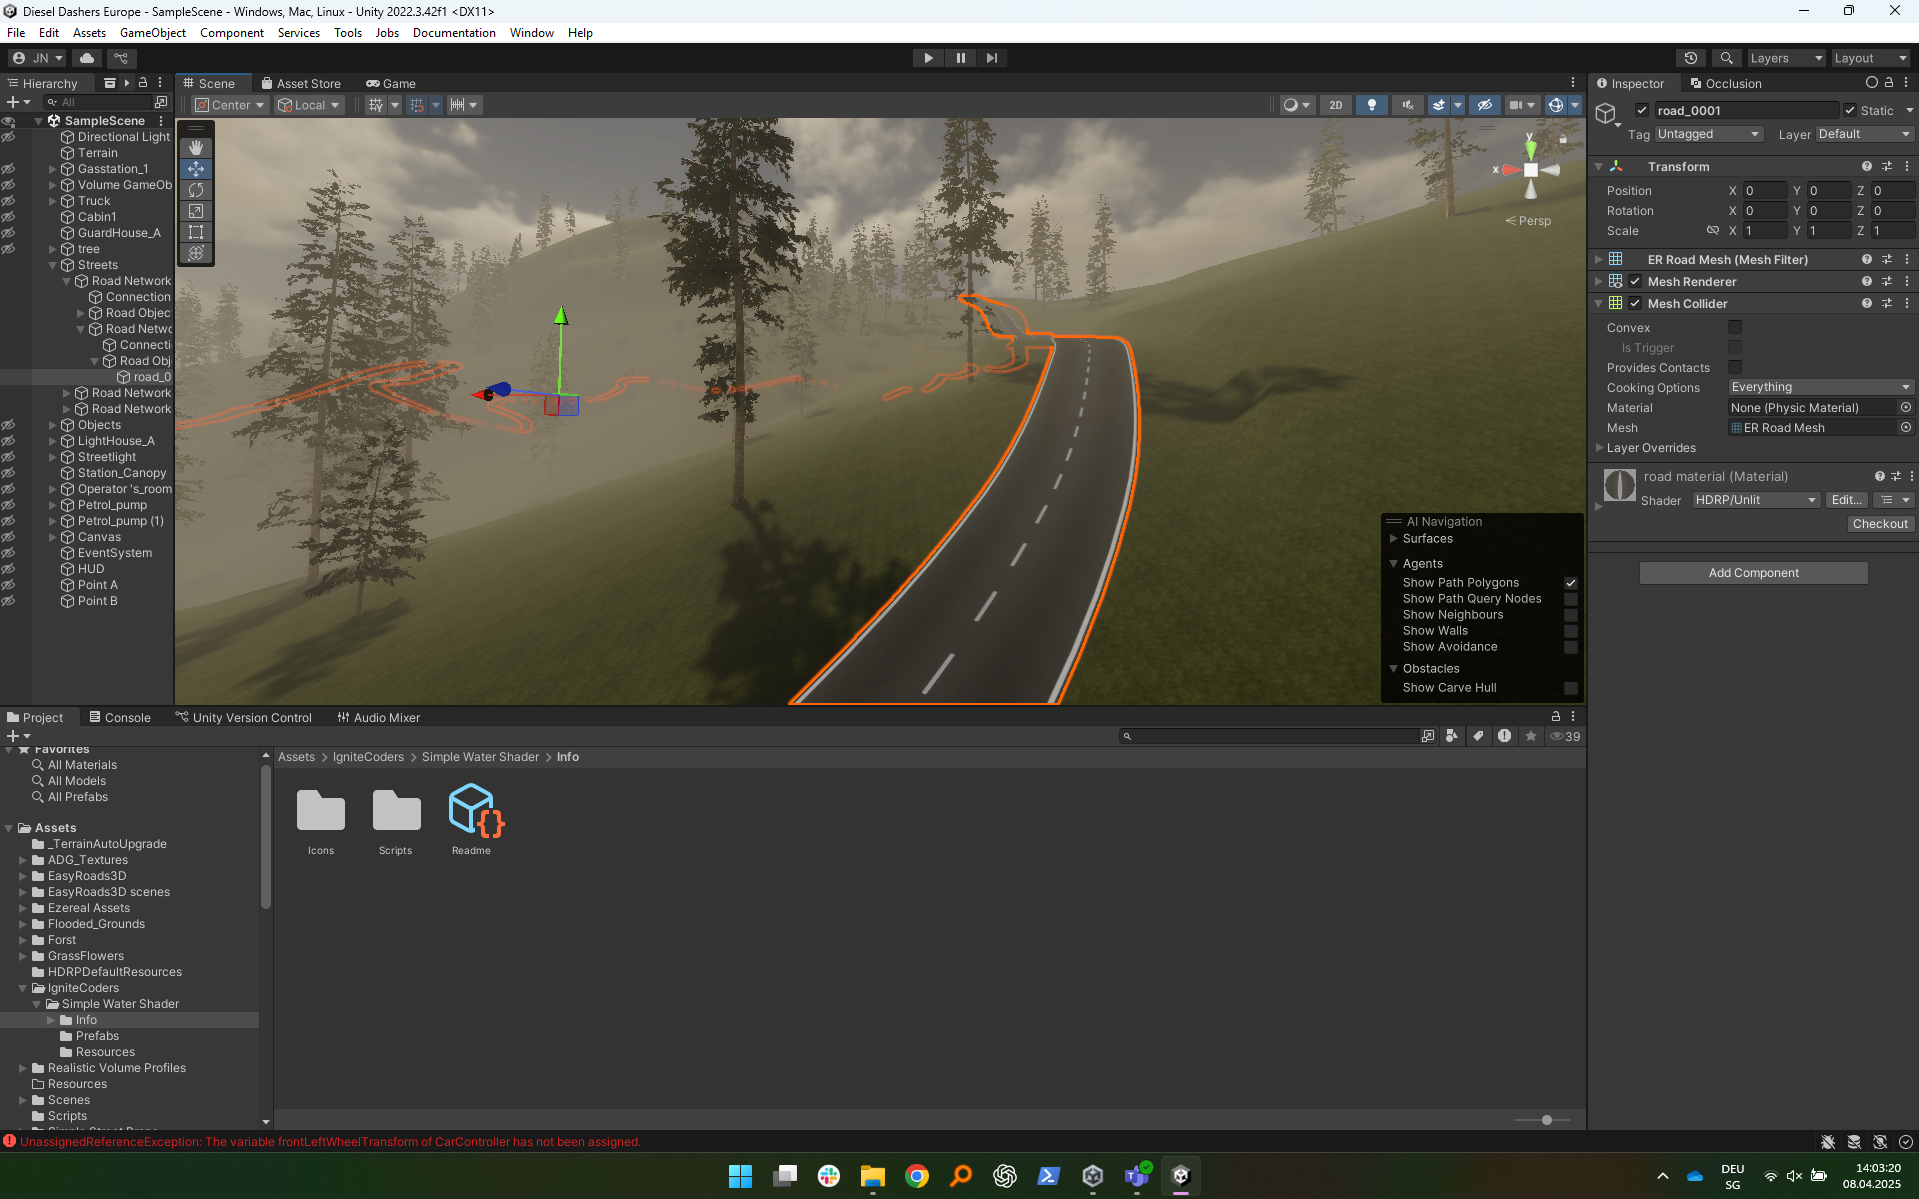 Diesel Dashers Europe - SampleScene - Windows, Mac, Linux - Unity 2022.3.42f1 <DX11>
File Edit Assets GameObject Component Services Tools Jobs Documentation Window Help
JN Layers Layout
Hierarchy
All
SampleScene
Directional Light
Terrain
Gasstation_1
Volume GameOb
Truck
Cabin1
GuardHouse_A
tree
Streets
Road Network
Connection
Road Objec
Road Netwo
Connecti
Road Obj
road_0
Road Network
Road Network
Objects
LightHouse_A
Streetlight
Station_Canopy
Operator 's_room
Petrol_pump
Petrol_pump (1)
Canvas
EventSystem
HUD
Point A
Point B
Scene Asset Store Game
Center Local 2D
y
x
Persp
AI Navigation
Surfaces
Agents
Show Path Polygons
Show Path Query Nodes
Show Neighbours
Show Walls
Show Avoidance
Obstacles
Show Carve Hull
Inspector Occlusion
road_0001 Static
Tag Untagged Layer Default
Transform
Position X 0 Y 0 Z 0
Rotation X 0 Y 0 Z 0
Scale X 1 Y 1 Z 1
ER Road Mesh (Mesh Filter)
Mesh Renderer
Mesh Collider
Convex
Is Trigger
Provides Contacts
Cooking Options Everything
Material None (Physic Material)
Mesh ER Road Mesh
Layer Overrides
road material (Material)
Shader HDRP/Unlit Edit...
Checkout
Add Component
Project Console Unity Version Control Audio Mixer
39
Favorites
All Materials
All Models
All Prefabs
Assets
_TerrainAutoUpgrade
ADG_Textures
EasyRoads3D
EasyRoads3D scenes
Ezereal Assets
Flooded_Grounds
Forst
GrassFlowers
HDRPDefaultResources
IgniteCoders
Simple Water Shader
Info
Prefabs
Resources
Realistic Volume Profiles
Resources
Scenes
Scripts
Assets > IgniteCoders > Simple Water Shader > Info
Icons Scripts Readme
UnassignedReferenceException: The variable frontLeftWheelTransform of CarController has not been assigned.
DEU
SG
14:03:20
08.04.2025